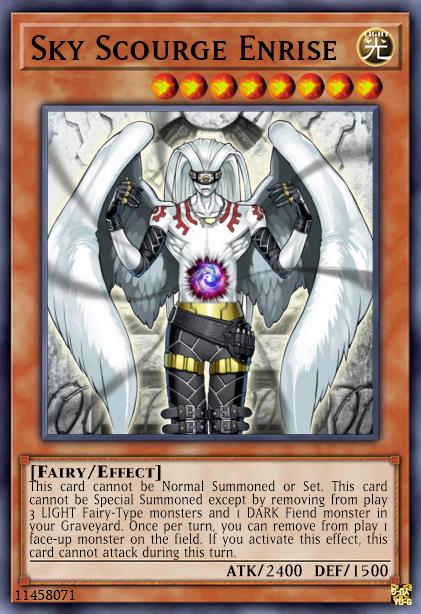 Sky Scourge Enrise
LIGHT
光
[Fairy/Effect]
This card cannot be Normal Summoned or Set. This card
cannot be Special Summoned except by removing from play
3 LIGHT Fairy-Type monsters and 1 DARK Fiend monster in
your Graveyard. Once per turn, you can remove from play 1
face-up monster on the field. If you activate this effect, this
card cannot attack during this turn.
ATK/2400 DEF/1500
11458071